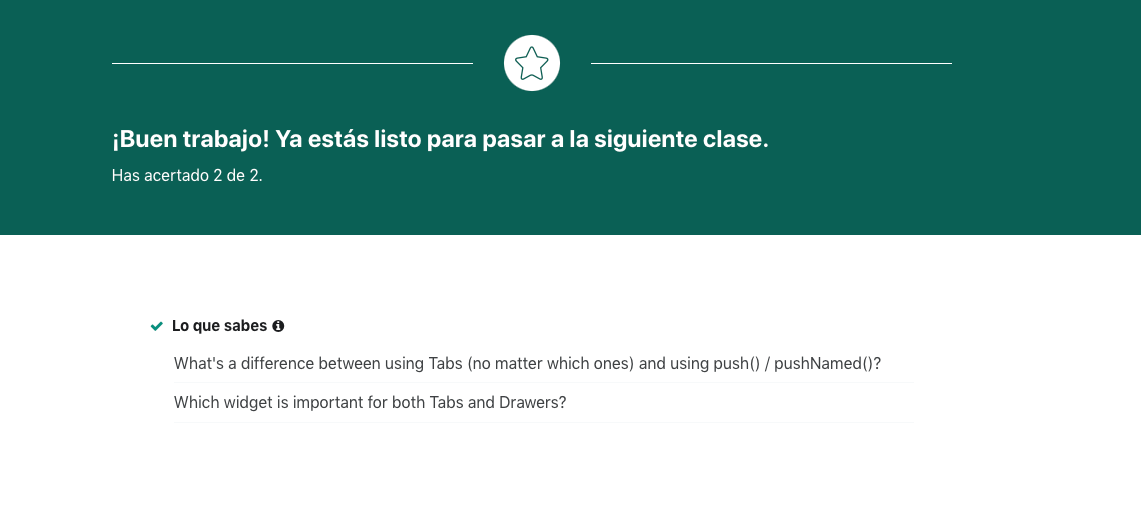 ¡Buen trabajo! Ya estás listo para pasar a la siguiente clase.
Has acertado 2 de 2.
Lo que sabes
What's a difference between using Tabs (no matter which ones) and using push() / pushNamed()?
Which widget is important for both Tabs and Drawers?